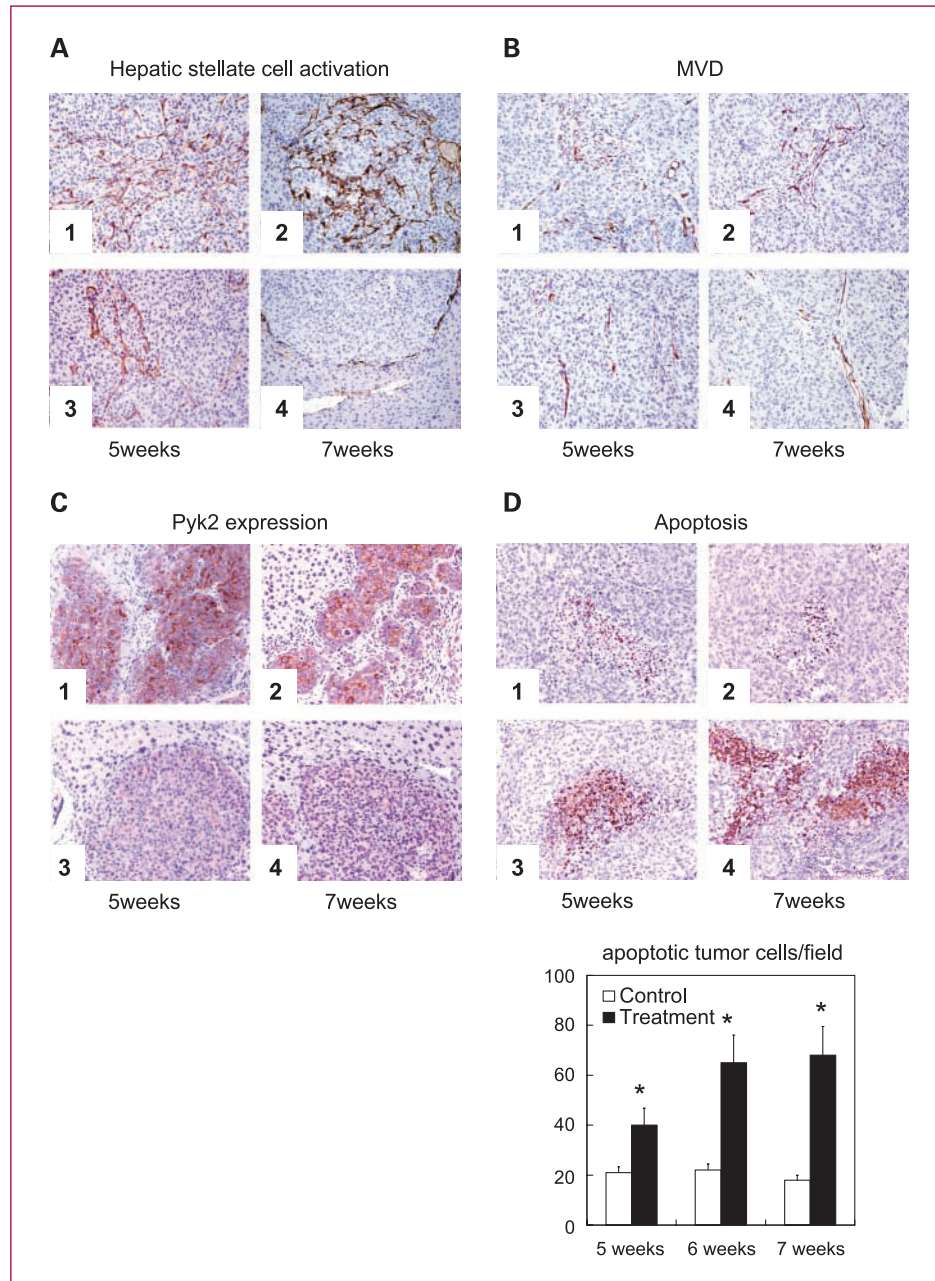 A
Hepatic stellate cell activation
1
2
3
4
5weeks
7weeks
B
MVD
1
2
3
4
5weeks
7weeks
C
Pyk2 expression
1
2
3
4
5weeks
7weeks
D
Apoptosis
1
2
3
4
5weeks
7weeks
apoptotic tumor cells/field
100
80
60
40
20
0
Control
Treatment
*
*
*
5 weeks
6 weeks
7 weeks